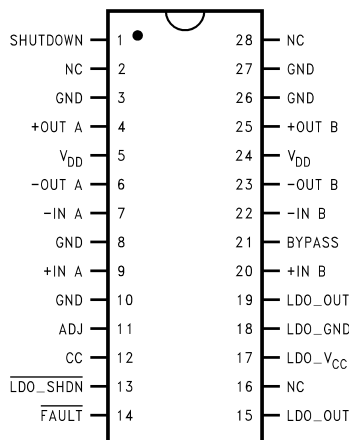 SHUTDOWN 1 28 NC
NC 2 27 GND
GND 3 26 GND
+OUT A 4 25 +OUT B
VDD 5 24 VDD
-OUT A 6 23 -OUT B
-IN A 7 22 -IN B
GND 8 21 BYPASS
+IN A 9 20 +IN B
GND 10 19 LDO_OUT
ADJ 11 18 LDO_GND
CC 12 17 LDO_VCC
LDO_SHDN 13 16 NC
FAULT 14 15 LDO_OUT